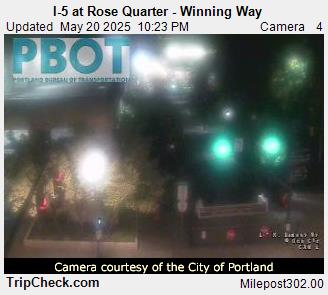 I-5 at Rose Quarter - Winning Way
Updated May 20 2025 10:23 PM Camera 4
PBOT
PORTLAND BUREAU OF TRANSPORTATION
Camera courtesy of the City of Portland
TripCheck.com Milepost302.00